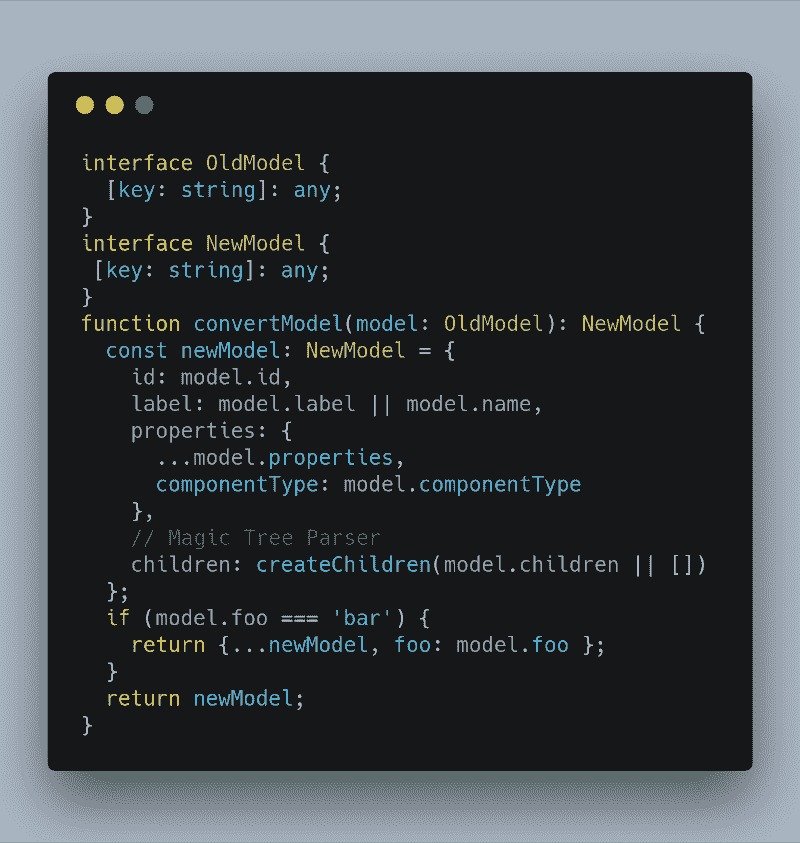 interface OldModel {
  [key: string]: any;
}
interface NewModel {
 [key: string]: any;
}
function convertModel(model: OldModel): NewModel {
  const newModel: NewModel = {
    id: model.id,
    label: model.label || model.name,
    properties: {
      ...model.properties,
      componentType: model.componentType
    },
    // Magic Tree Parser
    children: createChildren(model.children || [])
  };
  if (model.foo === 'bar') {
    return {...newModel, foo: model.foo };
  }
  return newModel;
}